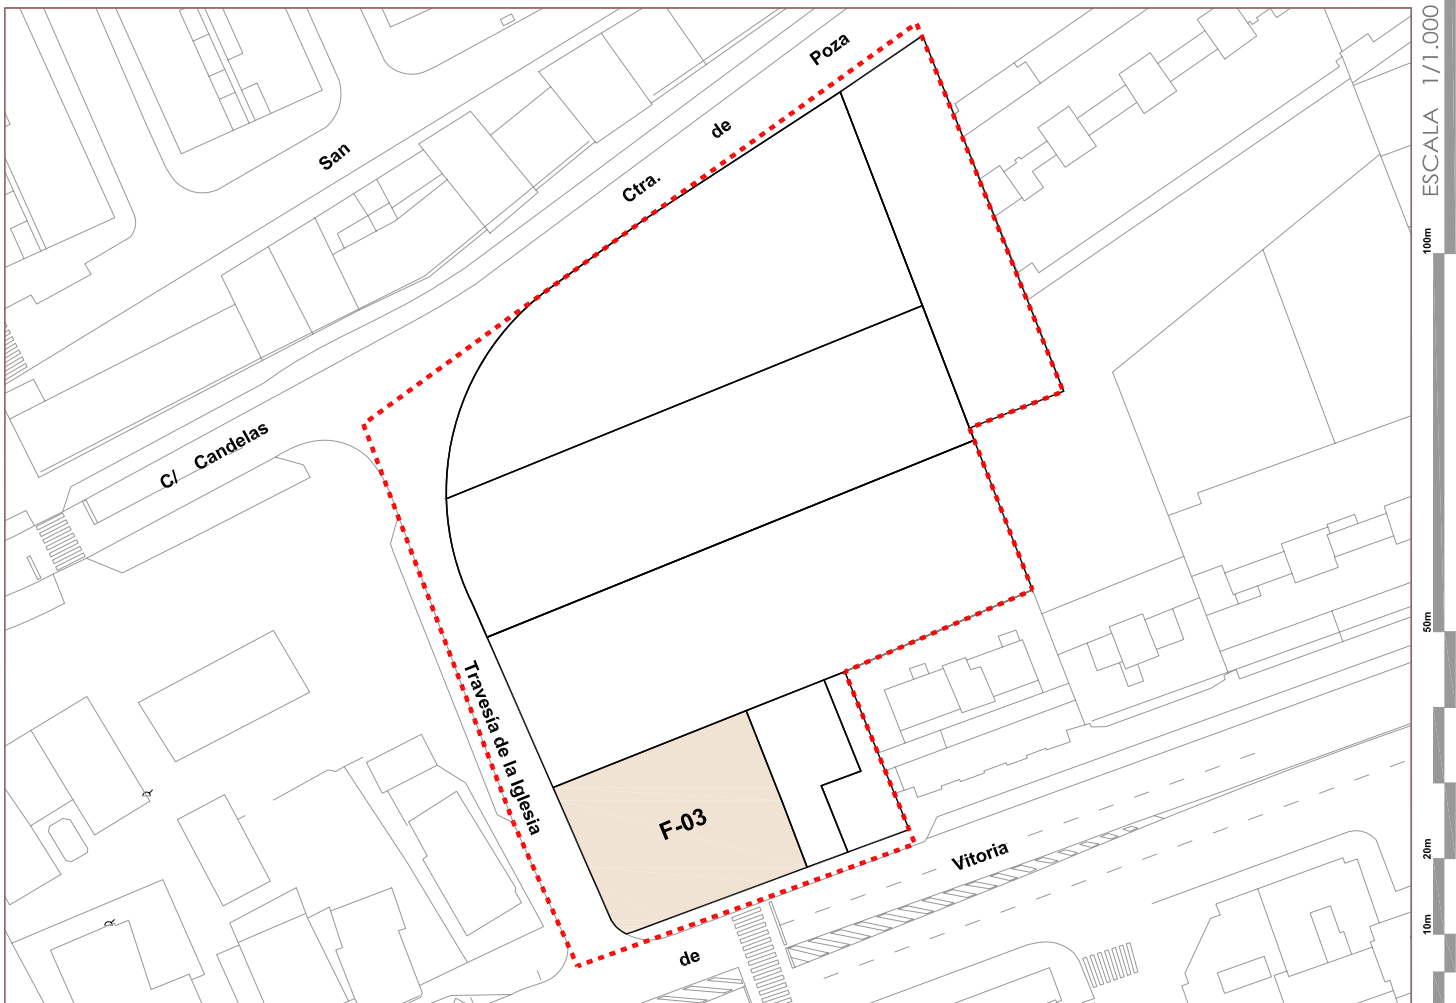 Poza
de
San
Ctra.
C/ Candelas
Travesía de la Iglesia
F-03
Vitoria
de
ESCALA 1/1.000
100m
50m
20m
10m